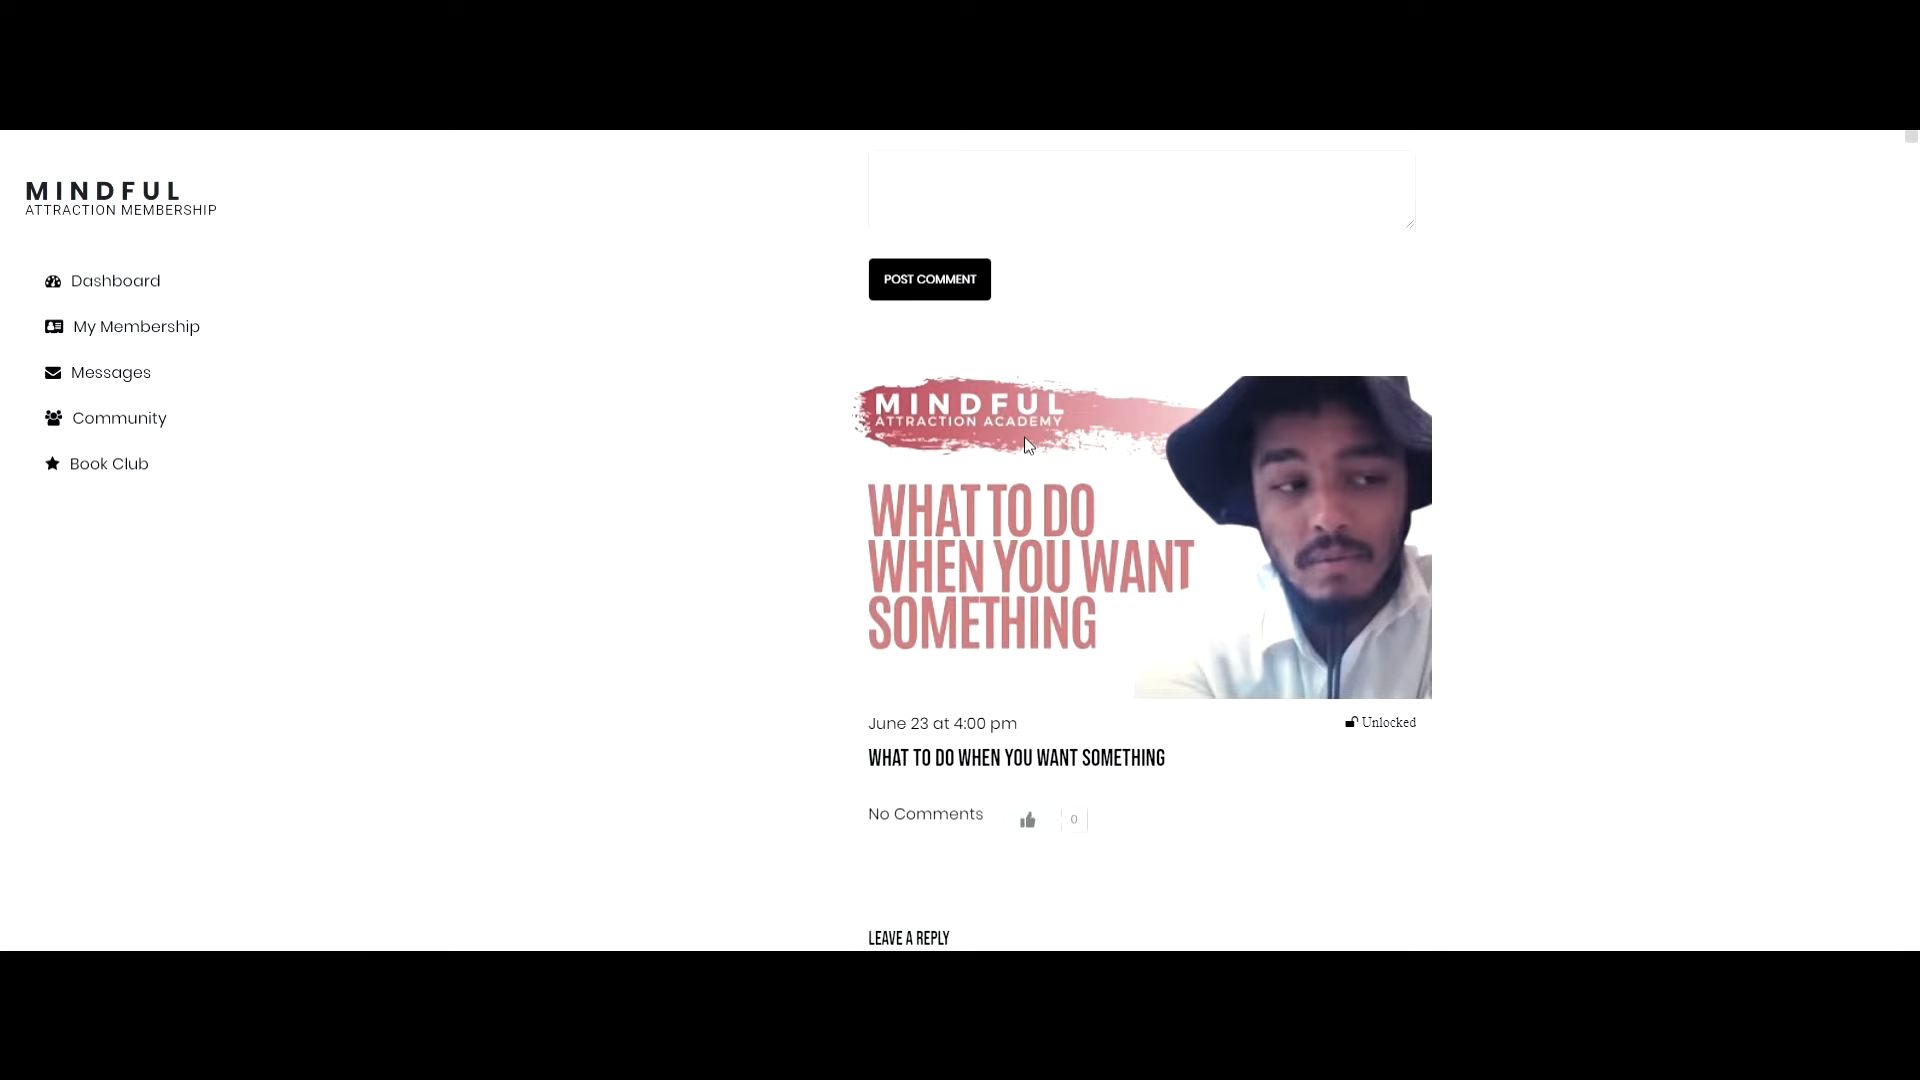 MINDFUL
ATTRACTION MEMBERSHIP
Dashboard
My Membership
Messages
Community
Book Club
POST COMMENT
MINDFUL
ATTRACTION ACADEMY
WHAT TO DO
WHEN YOU WANT
SOMETHING
June 23 at 4:00 pm
Unlocked
WHAT TO DO WHEN YOU WANT SOMETHING
No Comments
0
LEAVE A REPLY